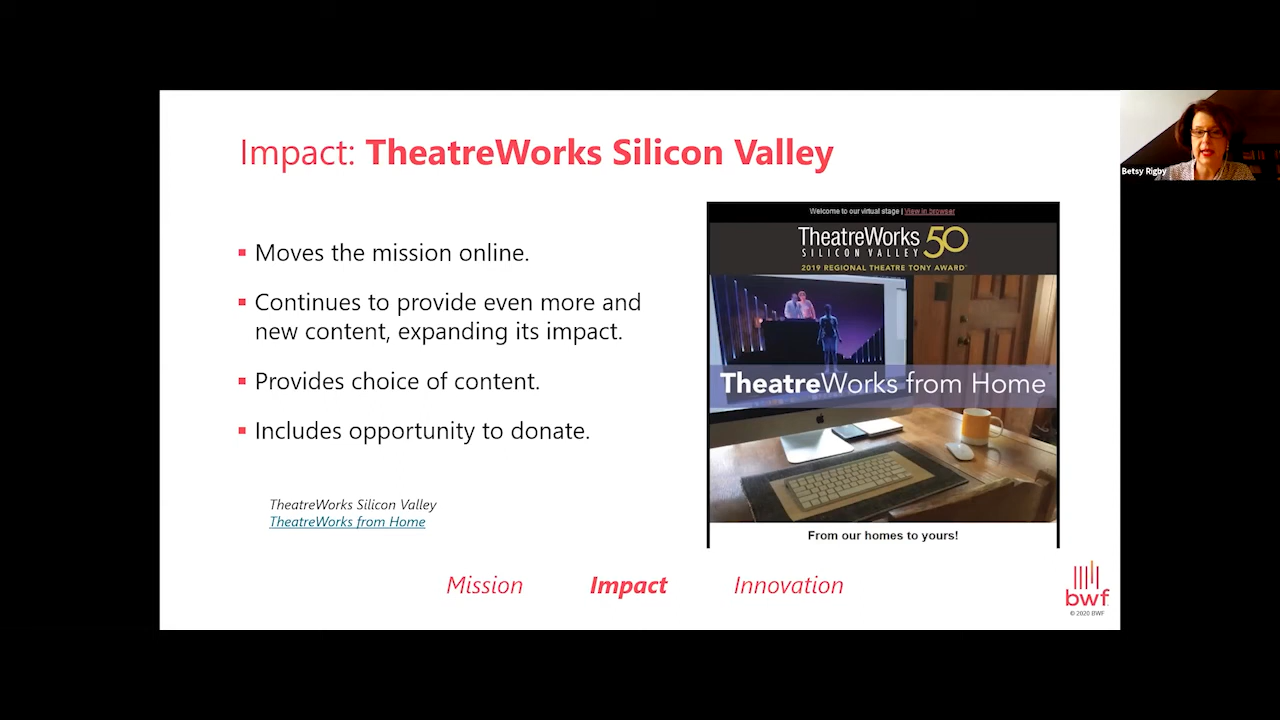 Impact: TheatreWorks Silicon Valley
Betsy Rigby
▪ Moves the mission online.
▪ Continues to provide even more and
new content, expanding its impact.
▪ Provides choice of content.
▪ Includes opportunity to donate.
TheatreWorks Silicon Valley
TheatreWorks from Home
Welcome to our virtual stage | View in browser
TheatreWorks 50
SILICON VALLEY
2019 REGIONAL THEATRE TONY AWARD
TheatreWorks from Home
From our homes to yours!
Mission Impact Innovation
bwf
© 2020 BWF